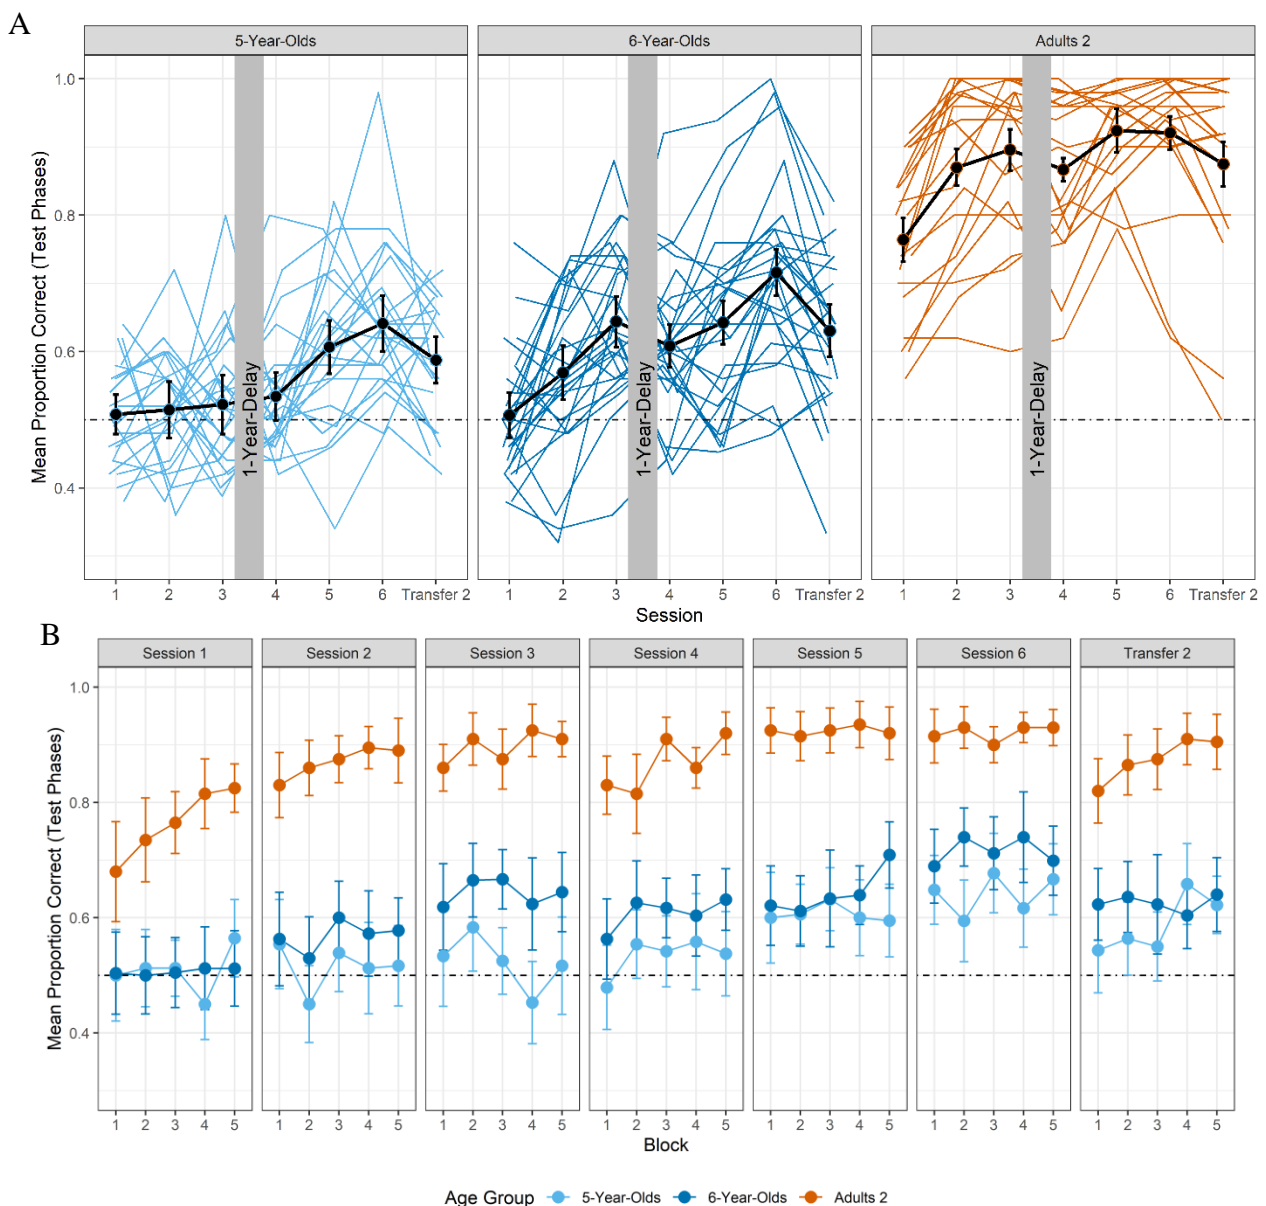 A
5-Year-Olds 6-Year-Olds Adults 2
Mean Proportion Correct (Test Phases)
1.0
0.8
0.6
0.4
1-Year-Delay 1-Year-Delay 1-Year-Delay
1 2 3 4 5 6 Transfer 2 1 2 3 4 5 6 Transfer 2 1 2 3 4 5 6 Transfer 2
Session
B
Session 1 Session 2 Session 3 Session 4 Session 5 Session 6 Transfer 2
Mean Proportion Correct (Test Phases)
1.0
0.8
0.6
0.4
1 2 3 4 5 1 2 3 4 5 1 2 3 4 5 1 2 3 4 5 1 2 3 4 5 1 2 3 4 5 1 2 3 4 5
Block
Age Group 5-Year-Olds 6-Year-Olds Adults 2